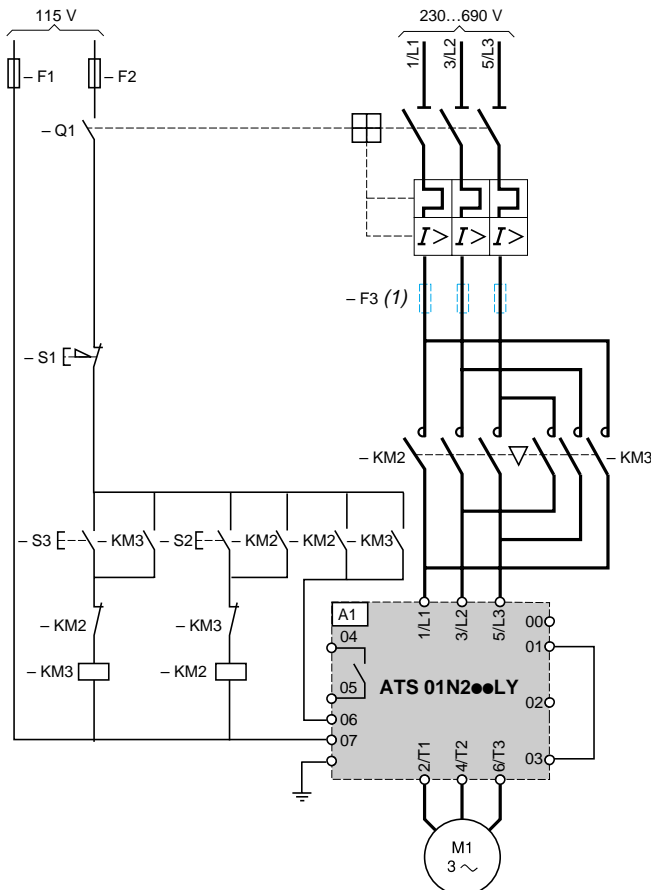 115 V
230…690 V
1/L1
3/L2
5/L3
– F1
– F2
– Q1
I>
I>
I>
– F3 (1)
– S1
– KM2
– KM3
– S3
– KM3
– S2
– KM2
– KM2
– KM3
– KM2
– KM3
– KM3
– KM2
A1
1/L1
3/L2
5/L3
00
01
04
05
ATS 01N2●●LY
02
06
07
03
2/T1
4/T2
6/T3
M1
3 ~